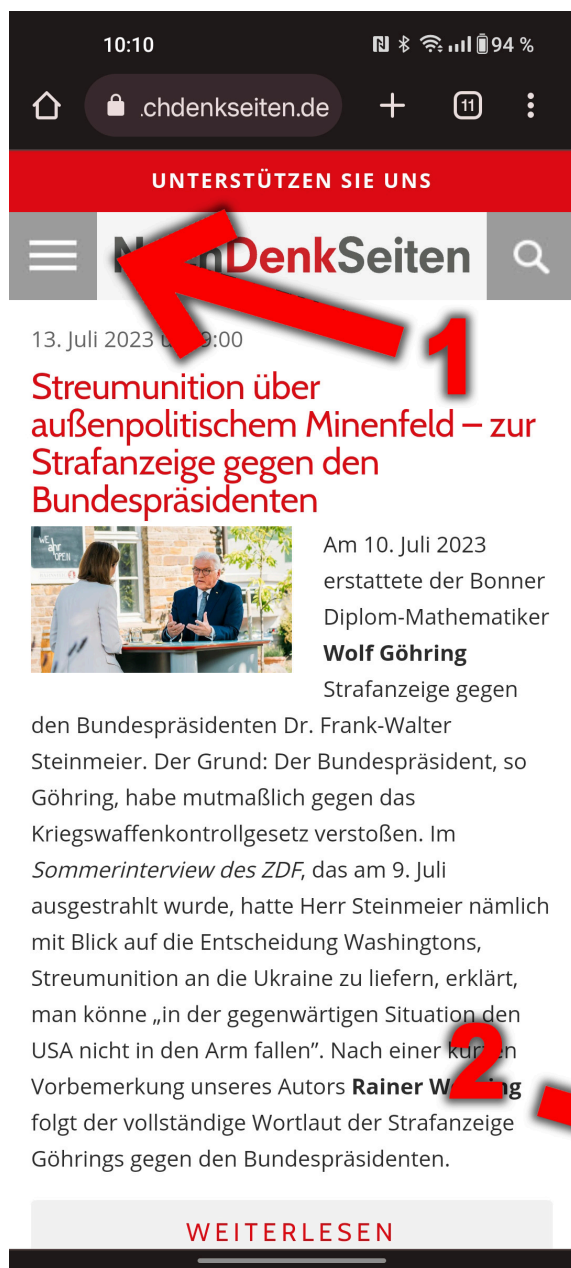 10:10
94 %
.chdenkseiten.de
11
UNTERSTÜTZEN SIE UNS
DenkSeiten
1
13. Juli 2023 9:00
Streumunition über
außenpolitischem Minenfeld – zur
Strafanzeige gegen den
Bundespräsidenten
WE
OPEN
Am 10. Juli 2023
erstattete der Bonner
Diplom-Mathematiker
Wolf Göhring
Strafanzeige gegen
den Bundespräsidenten Dr. Frank-Walter
Steinmeier. Der Grund: Der Bundespräsident, so
Göhring, habe mutmaßlich gegen das
Kriegswaffenkontrollgesetz verstoßen. Im
Sommerinterview des ZDF, das am 9. Juli
ausgestrahlt wurde, hatte Herr Steinmeier nämlich
mit Blick auf die Entscheidung Washingtons,
Streumunition an die Ukraine zu liefern, erklärt,
man könne „in der gegenwärtigen Situation den
USA nicht in den Arm fallen”. Nach einer kurzen
2
Vorbemerkung unseres Autors Rainer
folgt der vollständige Wortlaut der Strafanzeige
Göhrings gegen den Bundespräsidenten.
WEITERLESEN